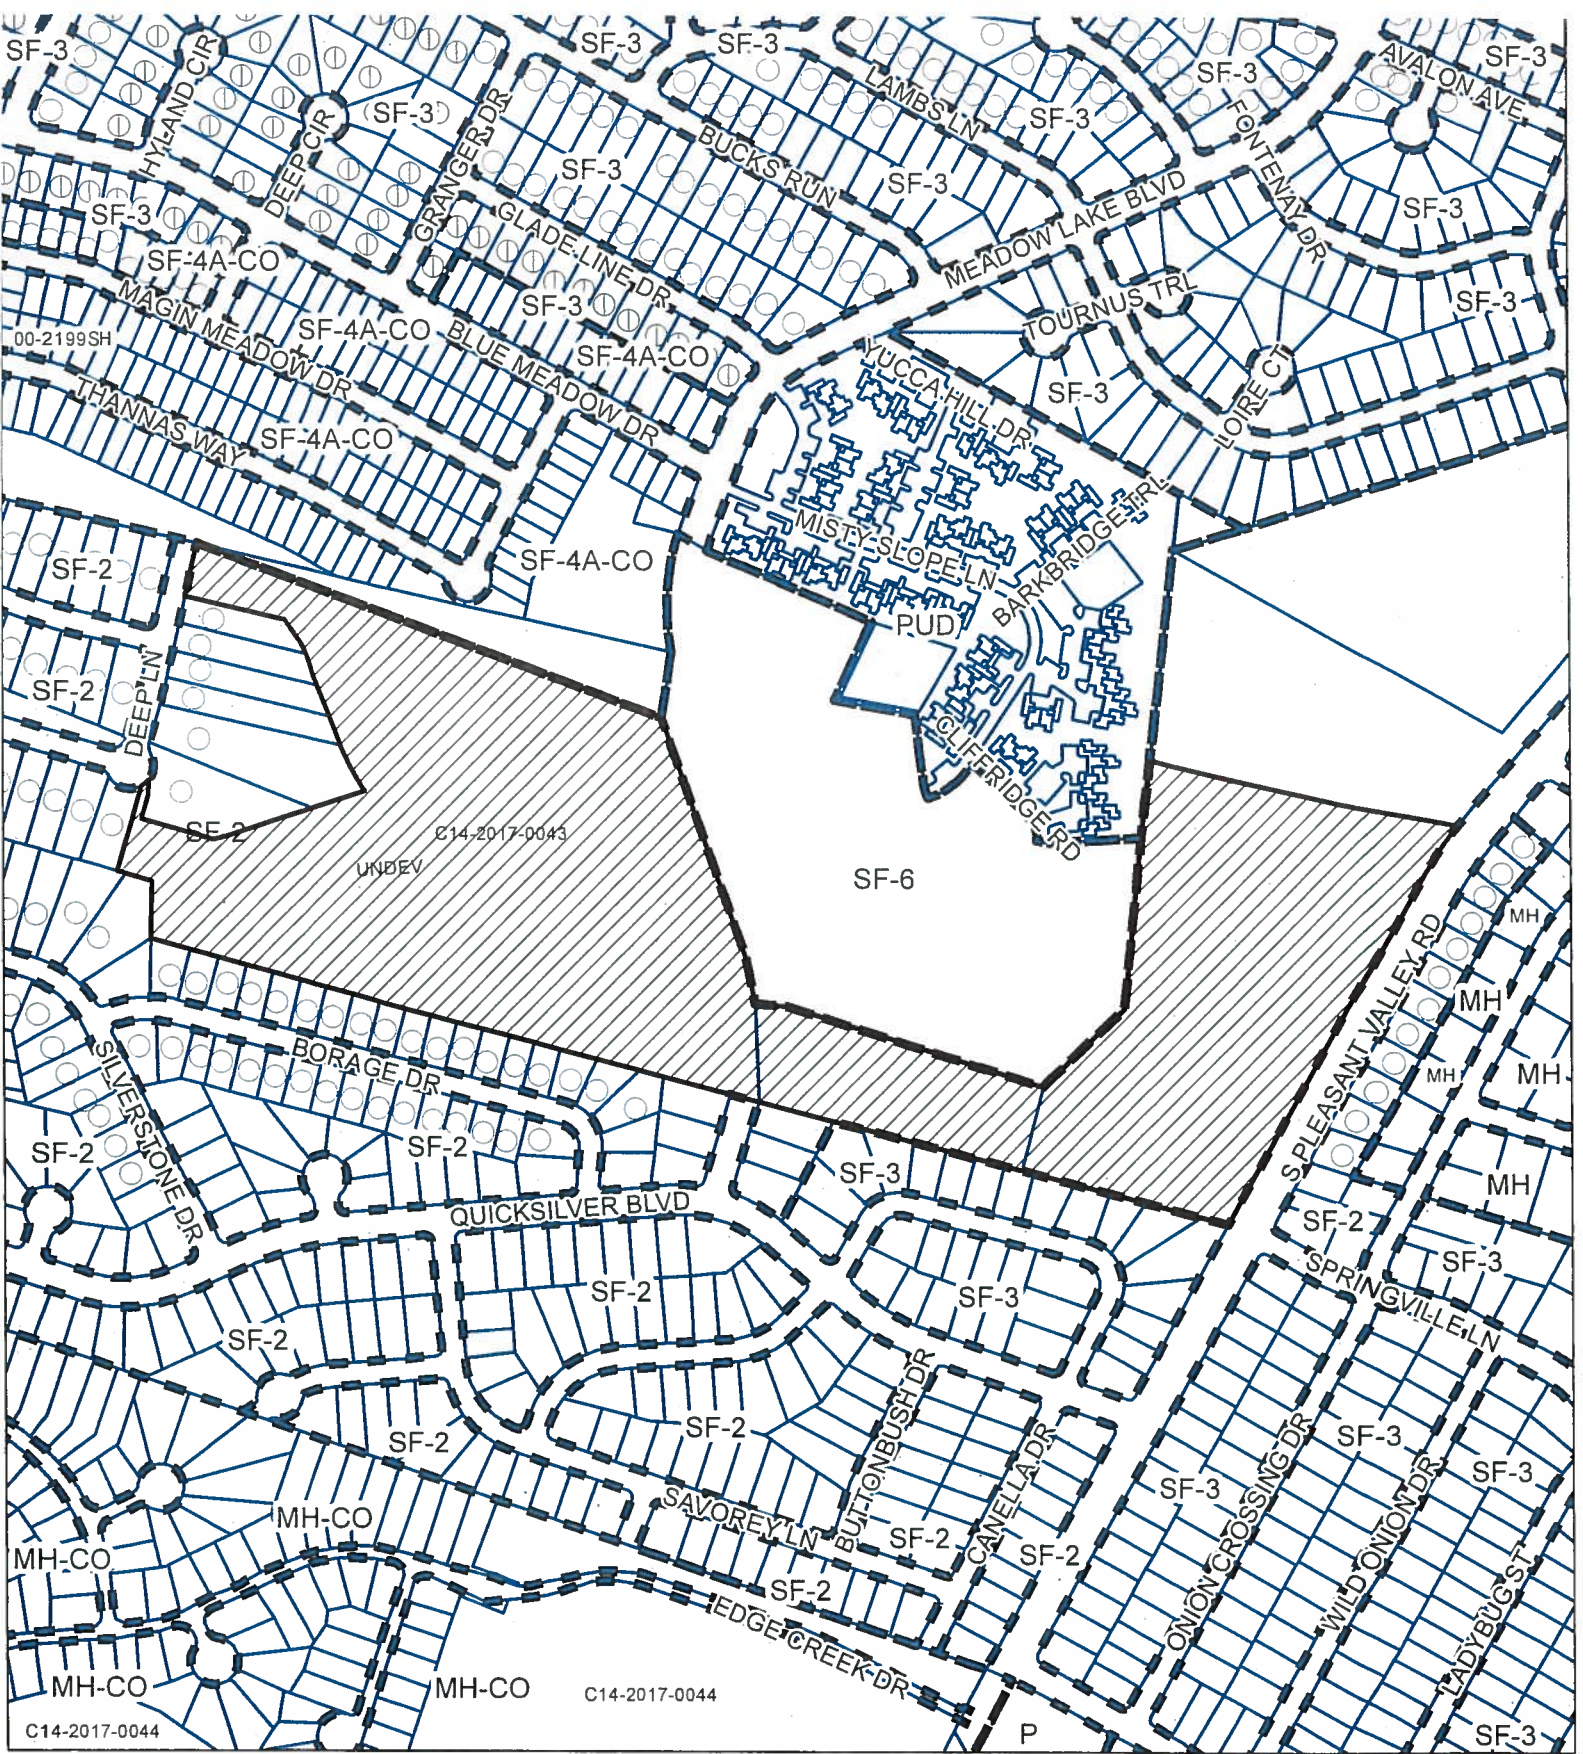 SF-3
SF-3
SF-3
SF-3
AVALON AVE
SF-3
HYLAND CIR
DEEP CIR
SF-3
GRANGER DR
LAMBS LN
SF-3
FONTENAY DR
BUCKS RUN
SF-3
SF-3
SF-3
SF-3
MEADOW LAKE BLVD
GLADE LINE DR
SF-4A-CO
MAGIN MEADOW DR
SF-3
TOURNUS TRL
SF-3
00-2199SH
SF-4A-CO
BLUE MEADOW DR
SF-4A-CO
YUCCA HILL DR
SF-3
LOIRE CT
THANNAS WAY
SF-4A-CO
MISTY SLOPE LN
BARKBRIDGE TRL
SF-4A-CO
SF-2
PUD
SF-2
DEEP LN
CLIFFRIDGE RD
SF-2
C14-2017-0043
UNDEV
SF-6
S PLEASANT VALLEY RD
MH
MH
MH
MH
BORAGE DR
SILVERSTONE DR
SF-2
SF-2
SF-3
MH
QUICKSILVER BLVD
SF-2
SPRINGVILLE LN
SF-3
SF-2
SF-3
SF-2
BUTTONBUSH DR
SF-2
SF-2
CANELLA DR
SF-3
SF-3
SF-3
ONION CROSSING DR
WILD ONION DR
LADYBUG ST
MH-CO
SAVOREY LN
SF-2
SF-2
MH-CO
SF-2
EDGE CREEK DR
MH-CO
MH-CO
C14-2017-0044
C14-2017-0044
P
SF-3